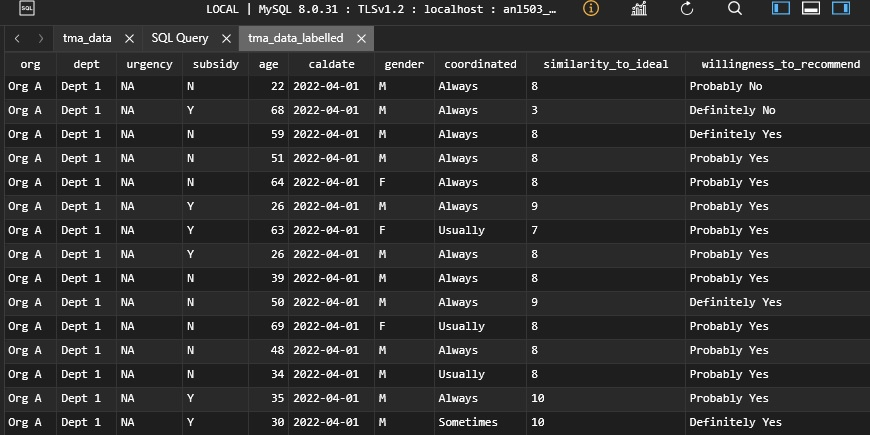 SQL LOCAL | MySQL 8.0.31 : TLSv1.2 : localhost : anl503_…
tma_data SQL Query tma_data_labelled
org dept urgency subsidy age caldate gender coordinated similarity_to_ideal willingness_to_recommend
Org A Dept 1 NA N 22 2022-04-01 M Always 8 Probably No
Org A Dept 1 NA Y 68 2022-04-01 M Always 3 Definitely No
Org A Dept 1 NA N 59 2022-04-01 M Always 8 Definitely Yes
Org A Dept 1 NA N 51 2022-04-01 M Always 8 Probably Yes
Org A Dept 1 NA N 64 2022-04-01 F Always 8 Probably Yes
Org A Dept 1 NA Y 26 2022-04-01 M Always 9 Probably Yes
Org A Dept 1 NA Y 63 2022-04-01 F Usually 7 Probably Yes
Org A Dept 1 NA Y 26 2022-04-01 M Always 8 Probably Yes
Org A Dept 1 NA N 39 2022-04-01 M Always 8 Probably Yes
Org A Dept 1 NA N 50 2022-04-01 M Always 9 Definitely Yes
Org A Dept 1 NA N 69 2022-04-01 F Usually 8 Probably Yes
Org A Dept 1 NA N 48 2022-04-01 M Always 8 Probably Yes
Org A Dept 1 NA N 34 2022-04-01 M Usually 8 Probably Yes
Org A Dept 1 NA Y 35 2022-04-01 M Always 10 Probably Yes
Org A Dept 1 NA Y 30 2022-04-01 M Sometimes 10 Definitely Yes